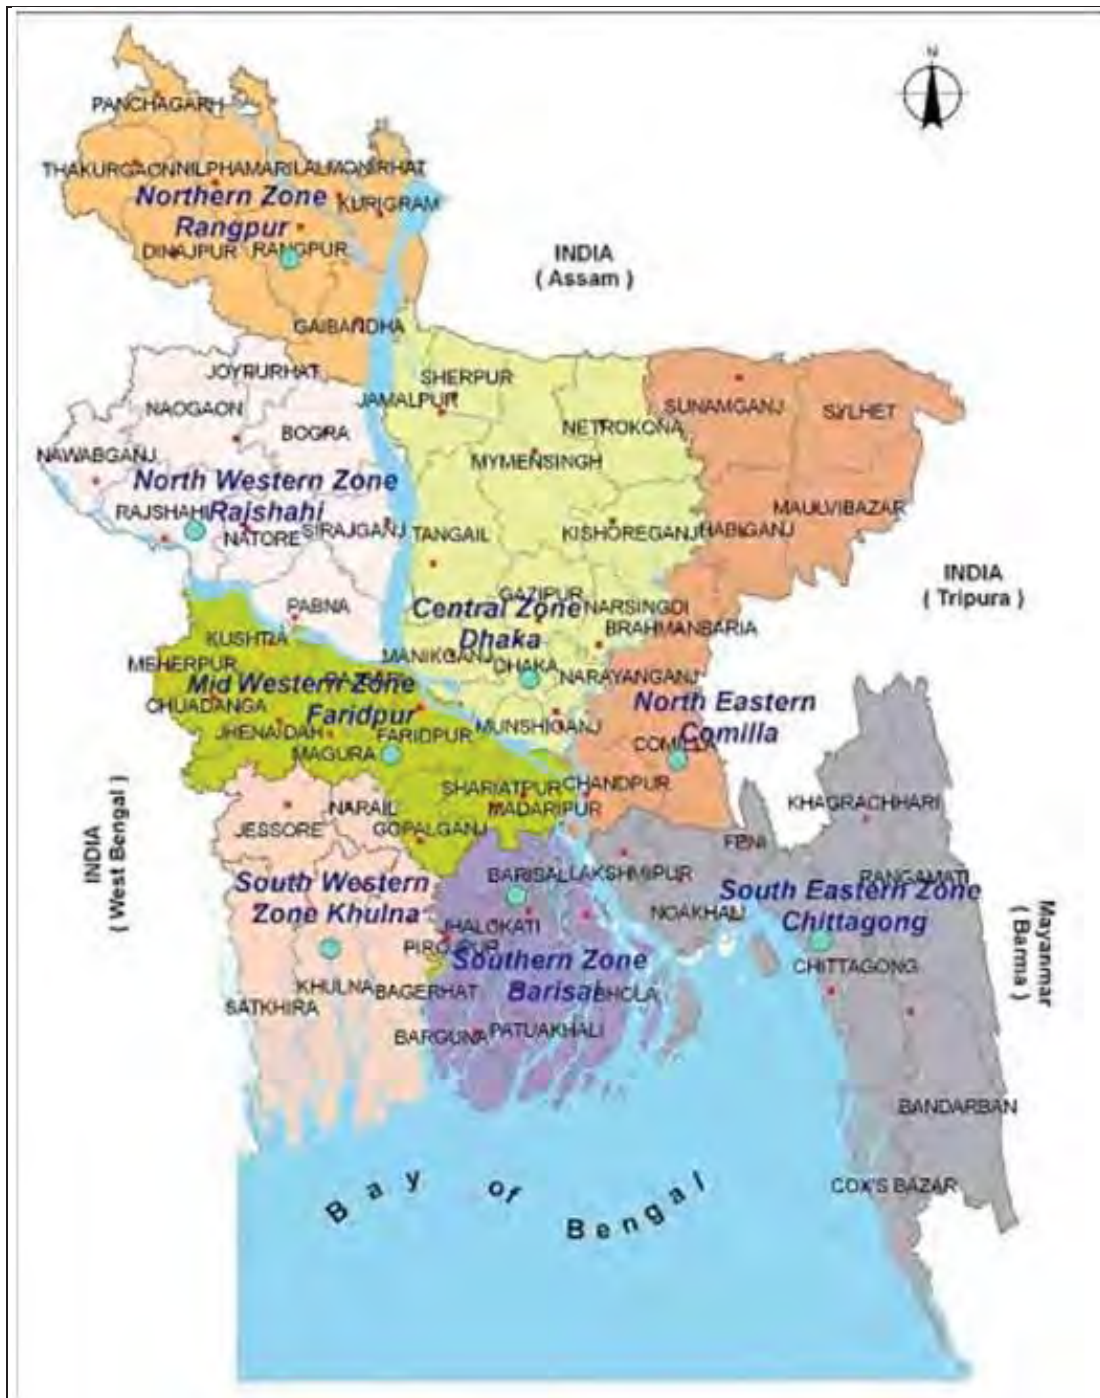 N
PANCHAGARH
THAKURGAON
NILPHAMARI
LALMONIRHAT
Northern Zone
Rangpur
KURIGRAM
DINAJPUR
RANGPUR
INDIA
( Assam )
GAIBANDHA
JOYPURHAT
SHERPUR
JAMALPUR
NAOGAON
BOGRA
NETROKONA
SUNAMGANJ
SYLHET
NAWABGANJ
MYMENSINGH
North Western Zone
Rajshahi
RAJSHAHI
NATORE
SIRAJGANJ
TANGAIL
KISHOREGANJ
HABIGANJ
MAULVIBAZAR
INDIA
( Tripura )
PABNA
GAZIPUR
Central Zone
Dhaka
NARSINGDI
BRAHMANBARIA
KUSHTIA
MEHERPUR
MANIKGANJ
DHAKA
NARAYANGANJ
Mid Western Zone
Faridpur
CHUADANGA
JHENAIDAH
FARIDPUR
MUNSHIGANJ
North Eastern
Comilla
COMILLA
MAGURA
SHARIATPUR
CHANDPUR
MADARIPUR
KHAGRACHHARI
NARAIL
JESSORE
GOPALGANJ
FENI
INDIA
( West Bengal )
BARISAL
LAKSHMIPUR
RANGAMATI
South Western
Zone Khulna
South Eastern Zone
Chittagong
NOAKHALI
JHALOKATI
PIROJPUR
Southern Zone
Barisal
BHOLA
CHITTAGONG
Mayanmar
( Barma )
KHULNA
BAGERHAT
SATKHIRA
BARGUNA
PATUAKHALI
BANDARBAN
COX'S BAZAR
Bay of Bengal